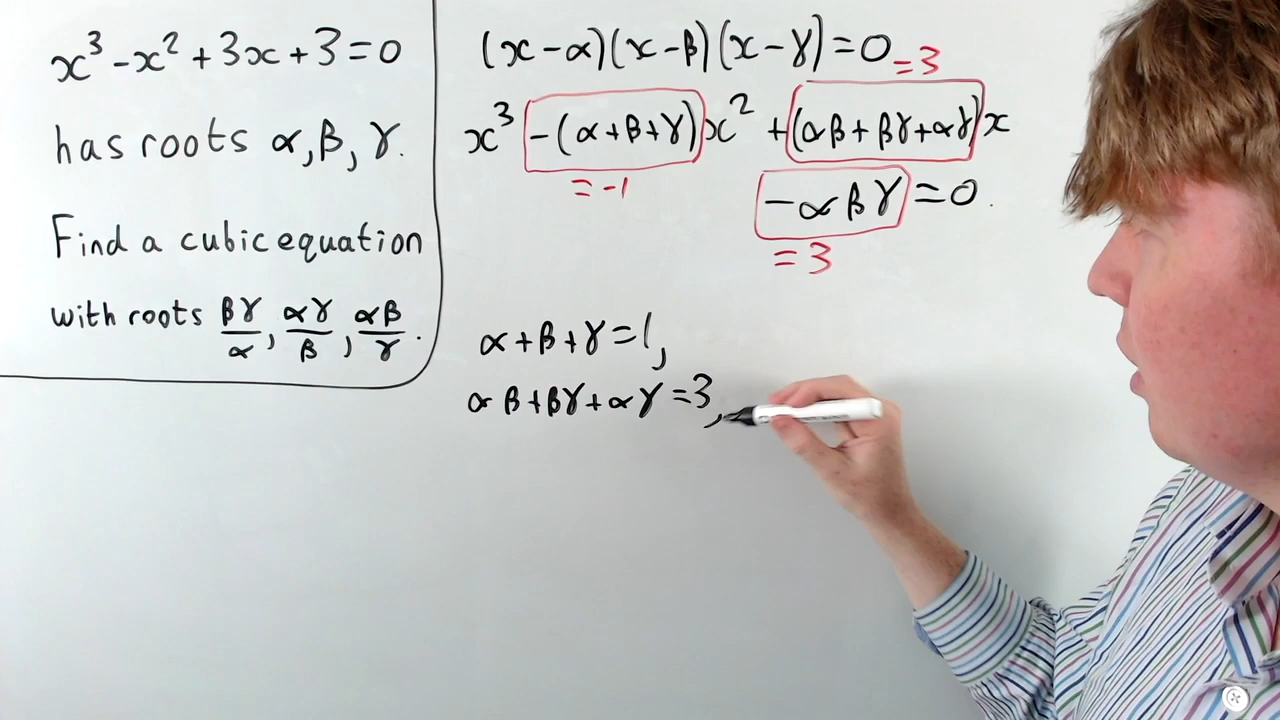 x³ - x² + 3x + 3 = 0
has roots α, β, γ.
Find a cubic equation
with roots βγ/α, αγ/β, αβ/γ.
(x - α)(x - β)(x - γ) = 0
= 3
x³ - (α + β + γ)x² + (αβ + βγ + αγ)x
= -1
- αβγ = 0.
= 3
α + β + γ = 1,
αβ + βγ + αγ = 3,